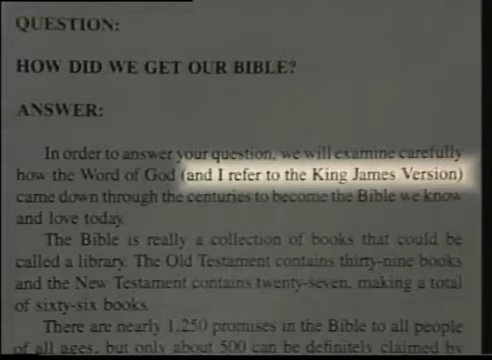 QUESTION:
HOW DID WE GET OUR BIBLE?
ANSWER:
In order to answer your question, we will examine carefully
how the Word of God (and I refer to the King James Version)
came down through the centuries to become the Bible we know
and love today.
The Bible is really a collection of books that could be
called a library. The Old Testament contains thirty-nine books
and the New Testament contains twenty-seven, making a total
of sixty-six books.
There are nearly 1,250 promises in the Bible to all people
of all ages, but only about 500 can be definitely claimed by